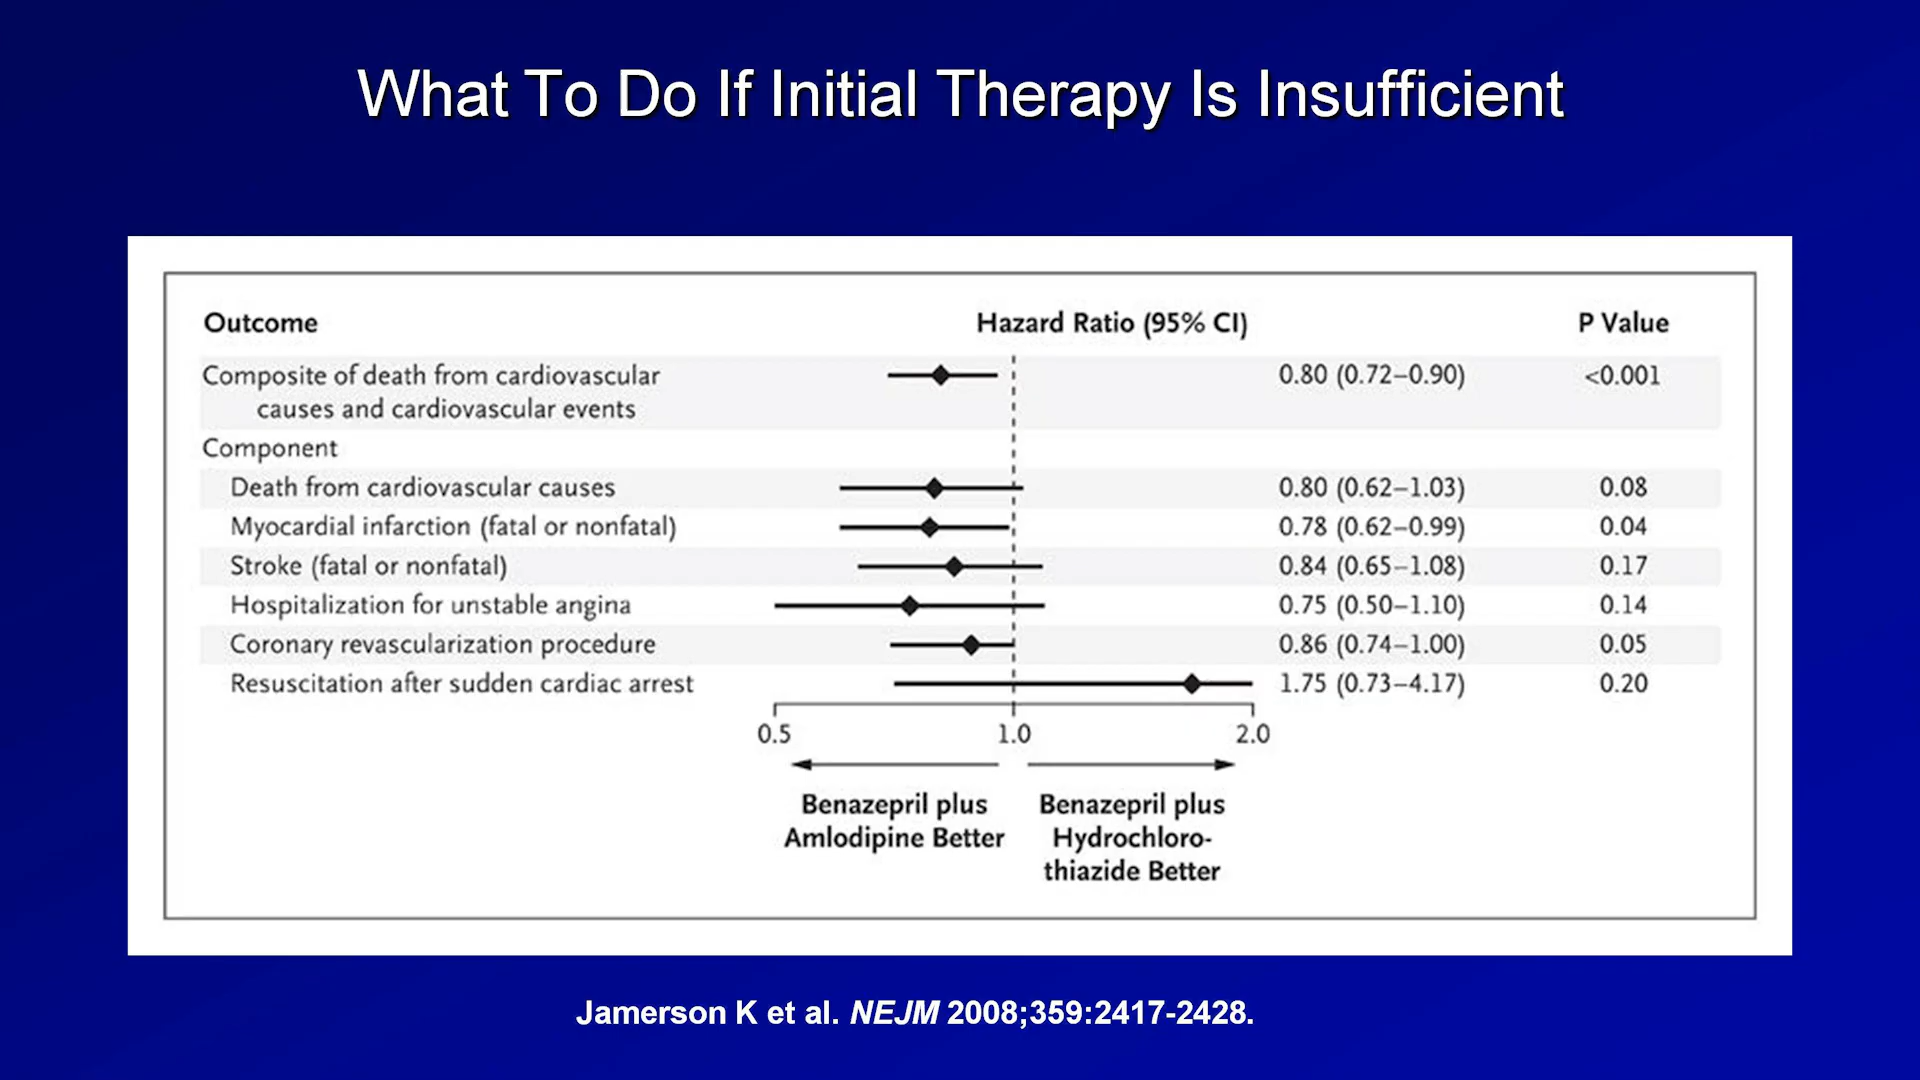 What To Do If Initial Therapy Is Insufficient
Outcome Hazard Ratio (95% CI) P Value
Composite of death from cardiovascular 0.80 (0.72–0.90) <0.001
causes and cardiovascular events
Component
Death from cardiovascular causes 0.80 (0.62–1.03) 0.08
Myocardial infarction (fatal or nonfatal) 0.78 (0.62–0.99) 0.04
Stroke (fatal or nonfatal) 0.84 (0.65–1.08) 0.17
Hospitalization for unstable angina 0.75 (0.50–1.10) 0.14
Coronary revascularization procedure 0.86 (0.74–1.00) 0.05
Resuscitation after sudden cardiac arrest 1.75 (0.73–4.17) 0.20
0.5 1.0 2.0
Benazepril plus
Amlodipine Better
Benazepril plus
Hydrochloro-
thiazide Better
Jamerson K et al. NEJM 2008;359:2417-2428.